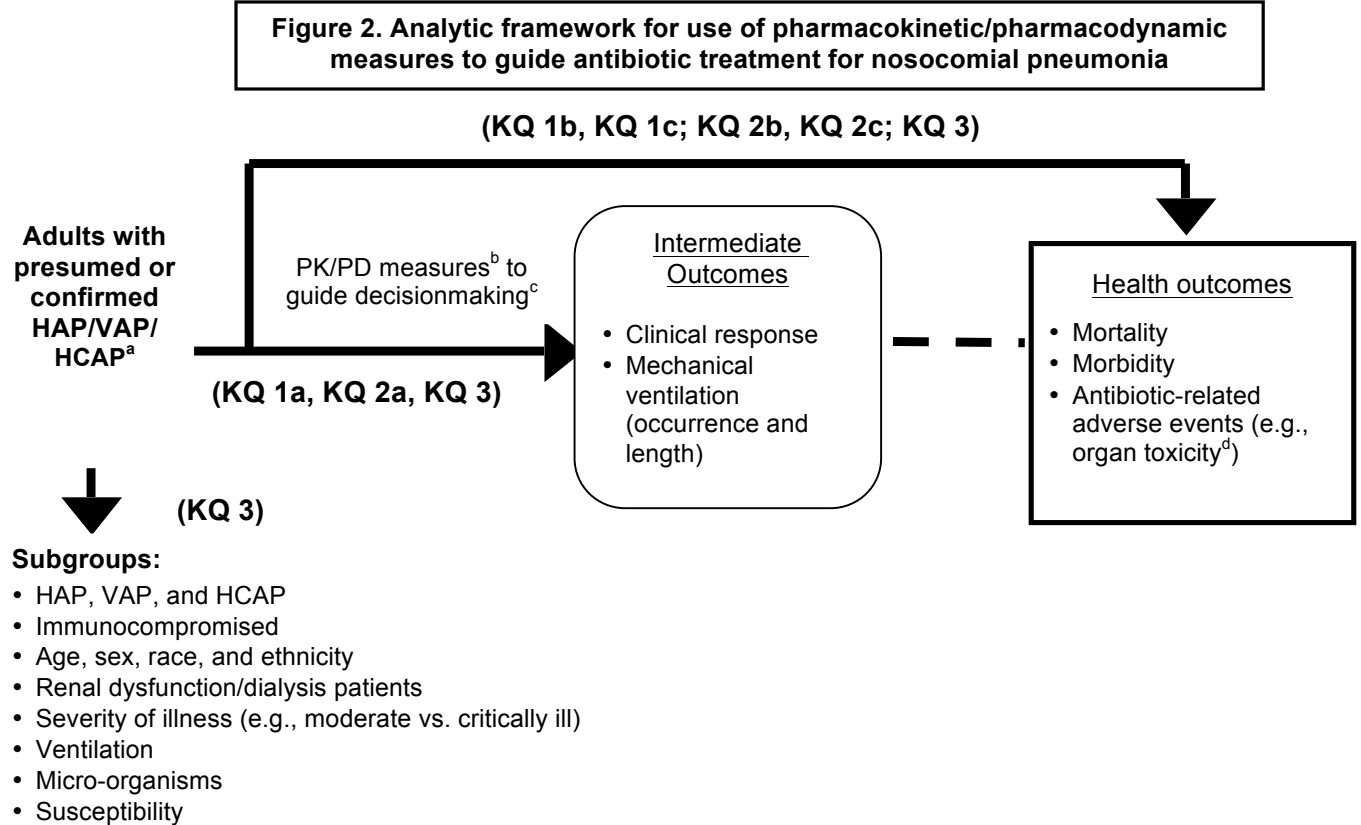 Figure 2. Analytic framework for use of pharmacokinetic/pharmacodynamic
measures to guide antibiotic treatment for nosocomial pneumonia
(KQ 1b, KQ 1c; KQ 2b, KQ 2c; KQ 3)
Adults with
presumed or
confirmed
HAP/VAP/
HCAPᵃ
PK/PD measuresᵇ to
guide decisionmakingᶜ
(KQ 1a, KQ 2a, KQ 3)
Intermediate
Outcomes
• Clinical response
• Mechanical
ventilation
(occurrence and
length)
Health outcomes
• Mortality
• Morbidity
• Antibiotic-related
adverse events (e.g.,
organ toxicityᵈ)
(KQ 3)
Subgroups:
• HAP, VAP, and HCAP
• Immunocompromised
• Age, sex, race, and ethnicity
• Renal dysfunction/dialysis patients
• Severity of illness (e.g., moderate vs. critically ill)
• Ventilation
• Micro-organisms
• Susceptibility